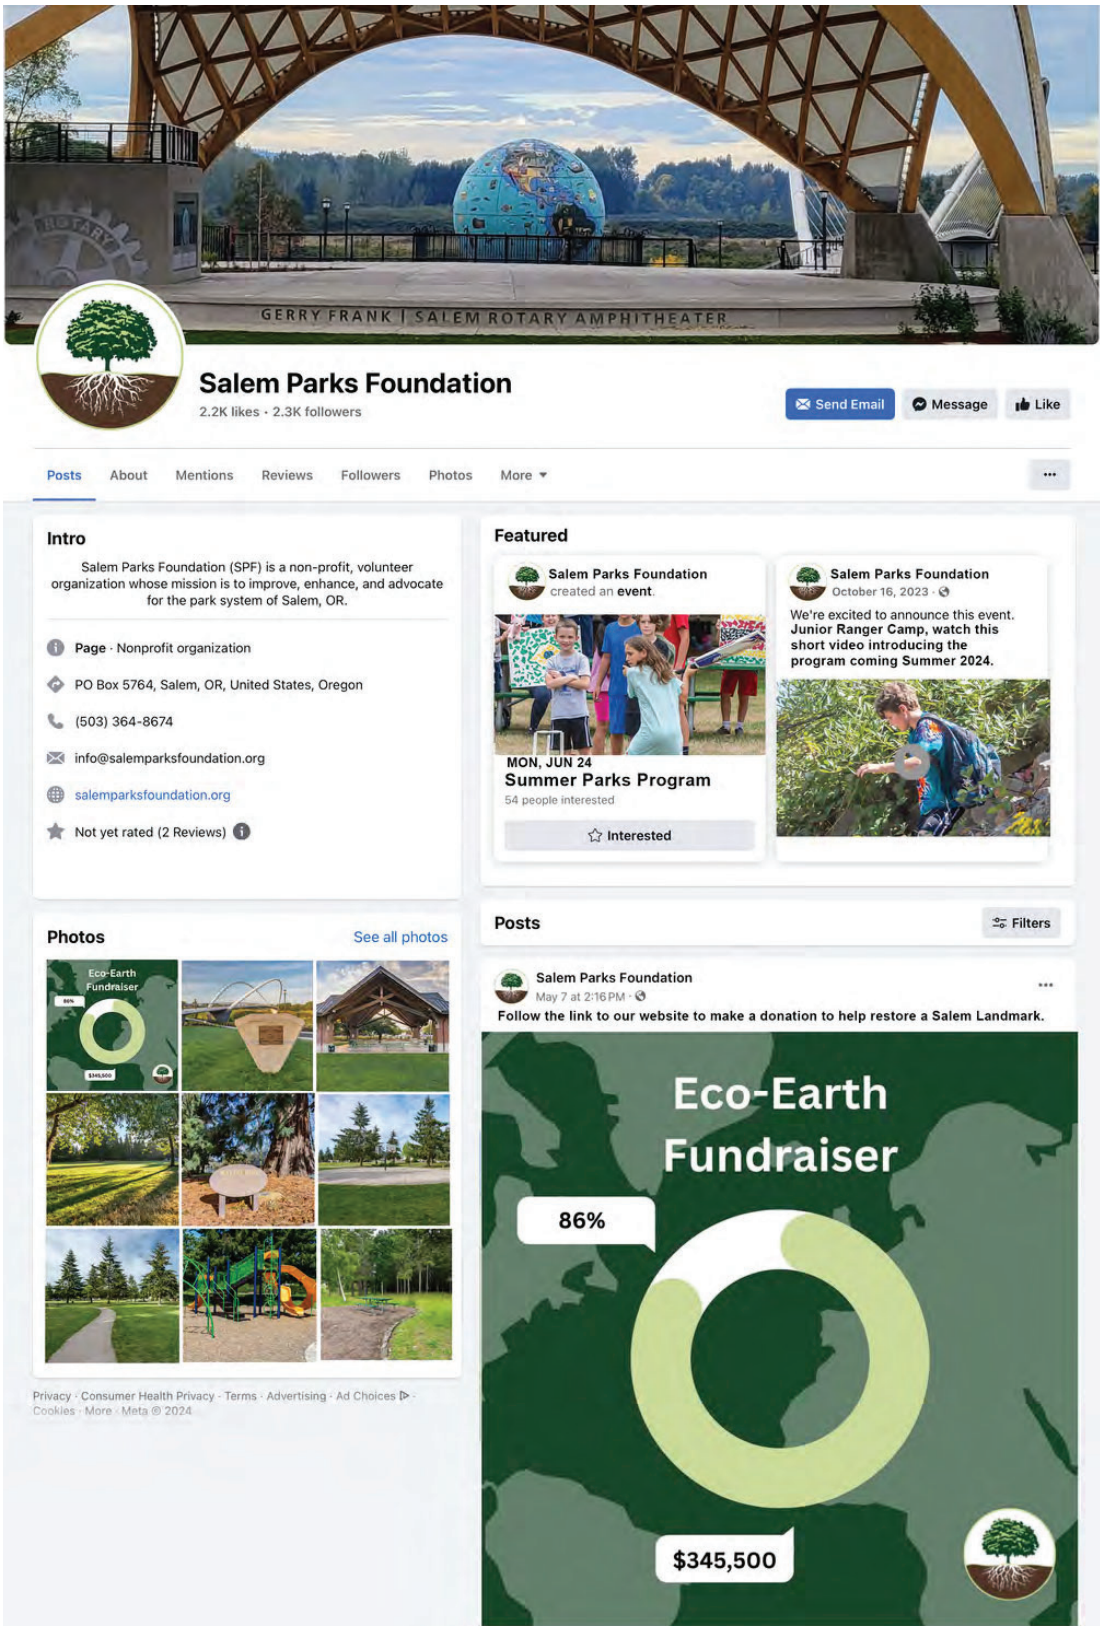 ROTARY
GERRY FRANK | SALEM ROTARY AMPHITHEATER
Salem Parks Foundation
2.2K likes · 2.3K followers
Send Email
Message
Like
Posts
About
Mentions
Reviews
Followers
Photos
More
Intro
Salem Parks Foundation (SPF) is a non-profit, volunteer
organization whose mission is to improve, enhance, and advocate
for the park system of Salem, OR.
Page · Nonprofit organization
PO Box 5764, Salem, OR, United States, Oregon
(503) 364-8674
info@salemparksfoundation.org
salemparksfoundation.org
Not yet rated (2 Reviews)
Featured
Salem Parks Foundation
created an event.
MON, JUN 24
Summer Parks Program
54 people interested
Interested
Salem Parks Foundation
October 16, 2023 ·
We're excited to announce this event.
Junior Ranger Camp, watch this
short video introducing the
program coming Summer 2024.
Photos
See all photos
Eco-Earth
Fundraiser
86%
$345,500
Privacy · Consumer Health Privacy · Terms · Advertising · Ad Choices ·
Cookies · More · Meta © 2024
Posts
Filters
Salem Parks Foundation
May 7 at 2:16 PM ·
Follow the link to our website to make a donation to help restore a Salem Landmark.
Eco-Earth
Fundraiser
86%
$345,500